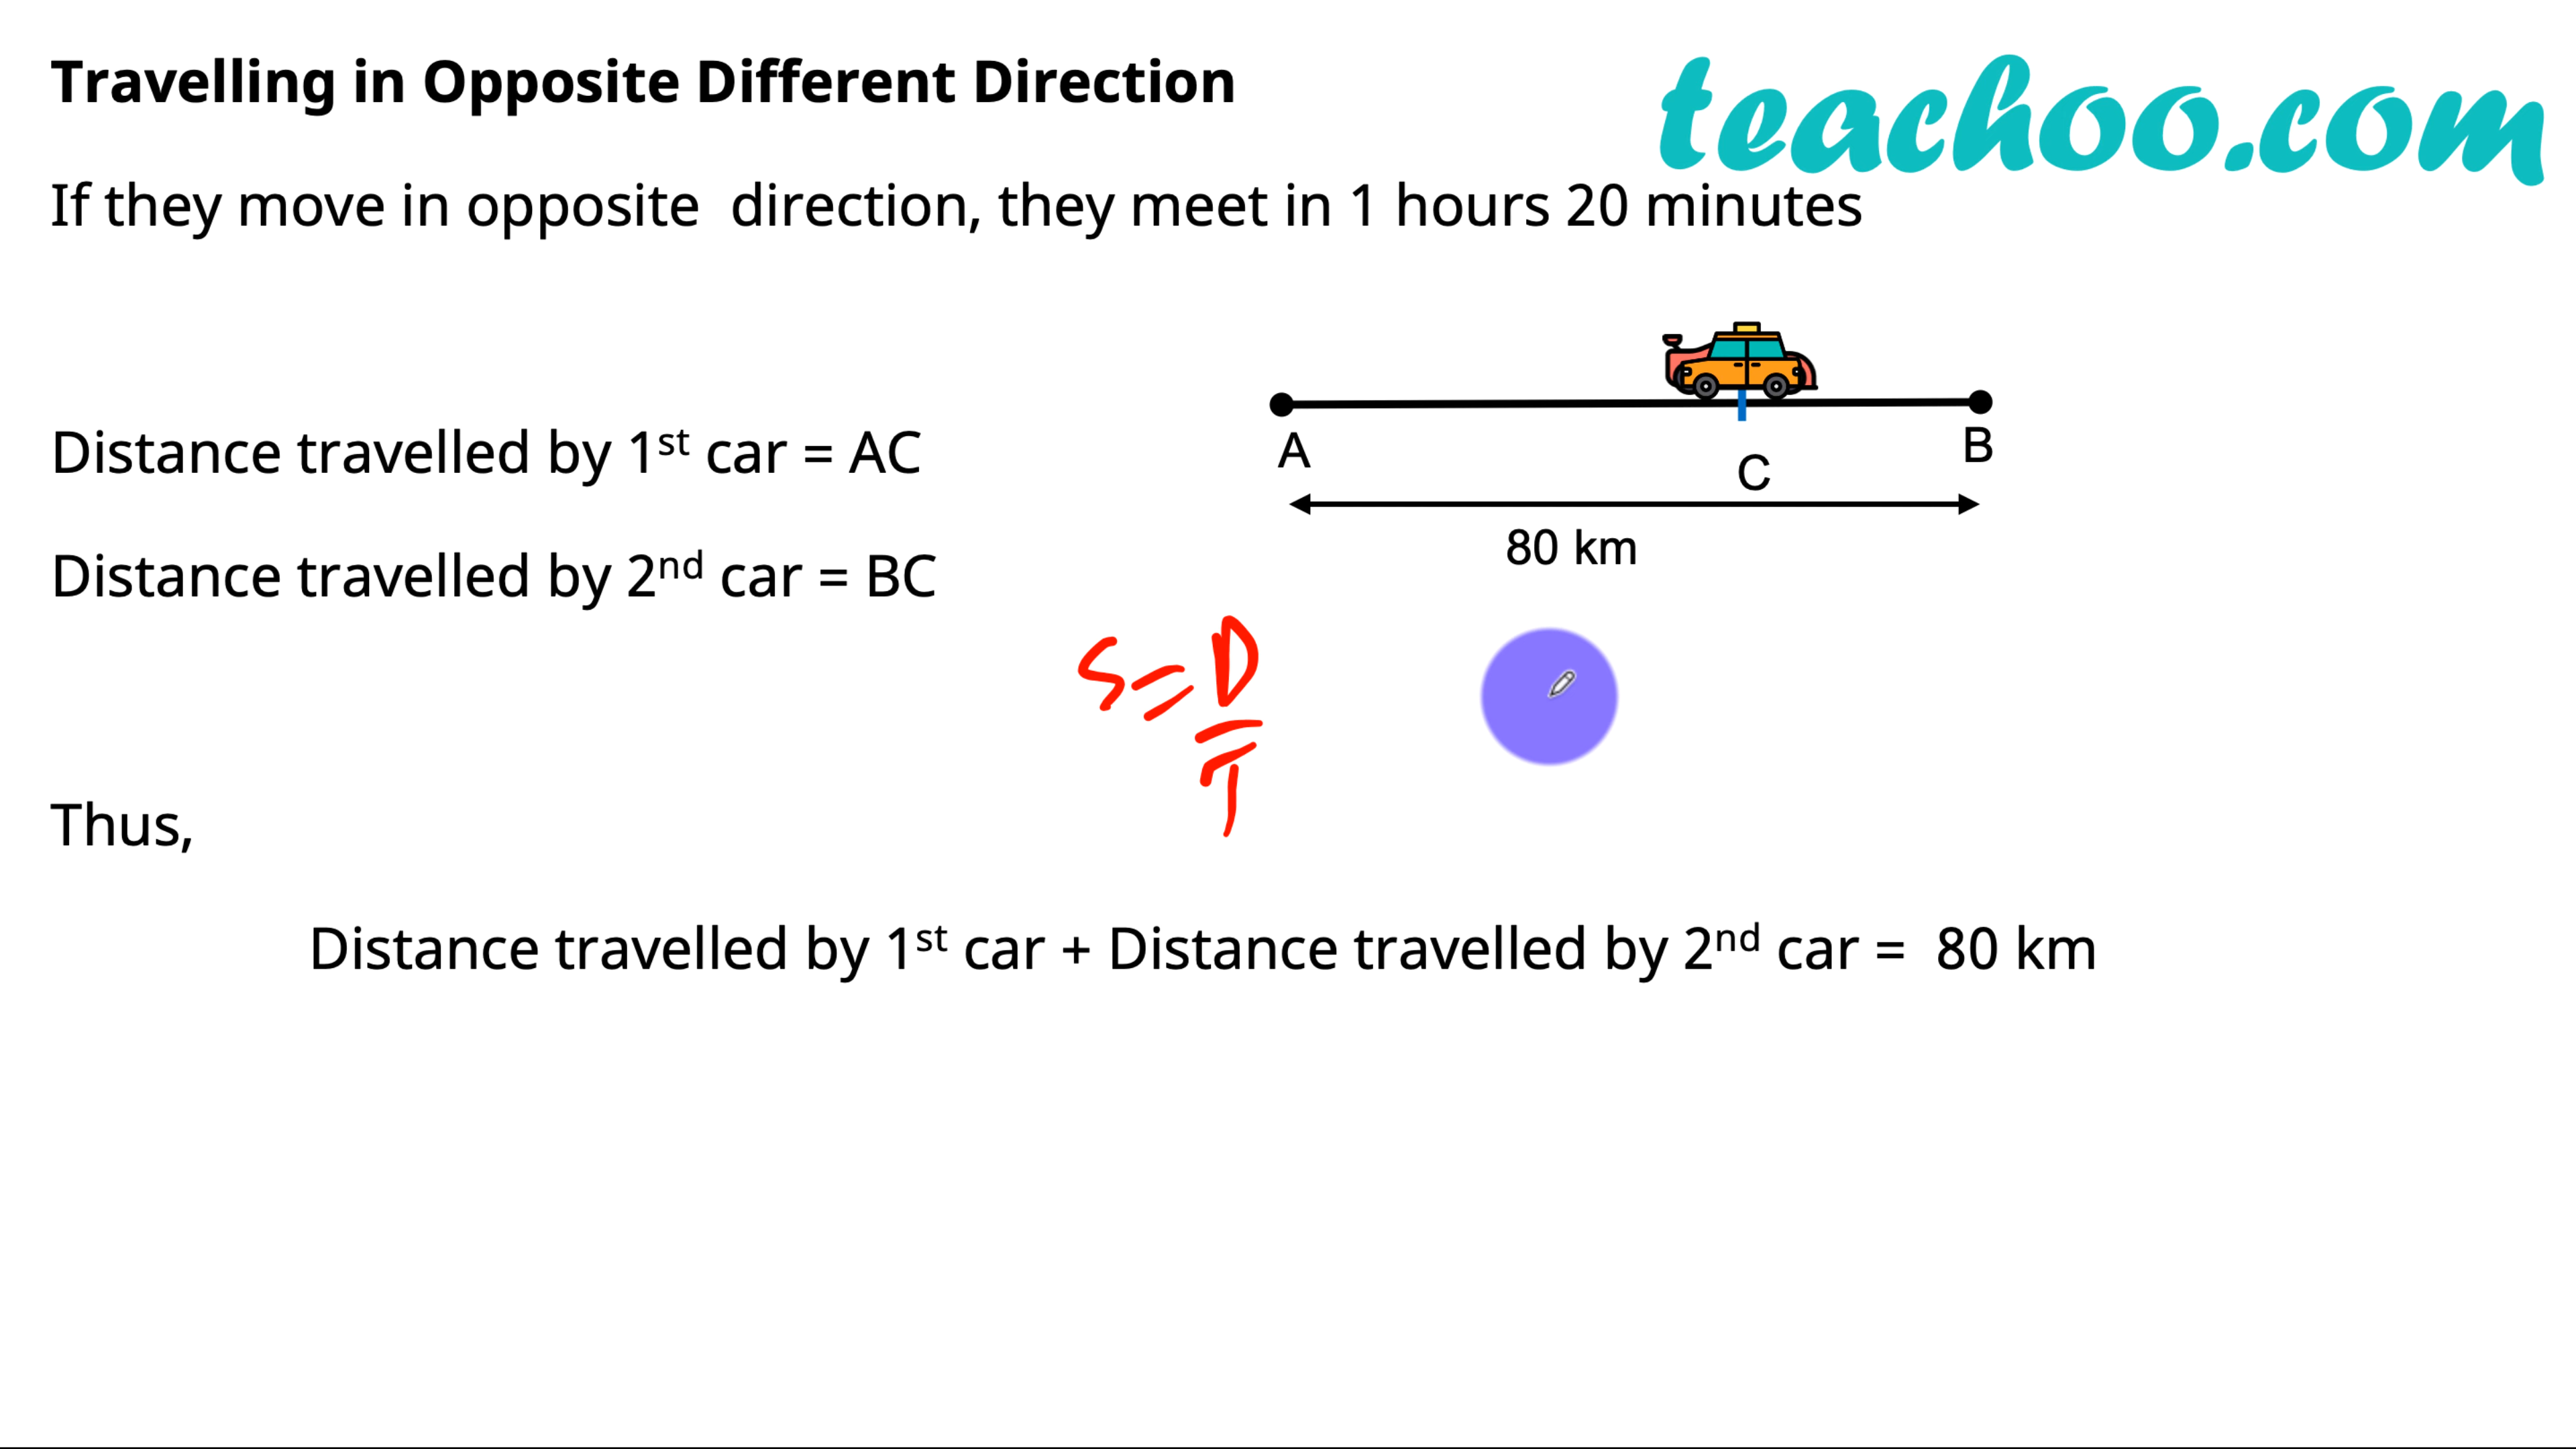 Travelling in Opposite Different Direction
teachoo.com
If they move in opposite  direction, they meet in 1 hours 20 minutes
A
C
B
80 km
Distance travelled by 1st car = AC
Distance travelled by 2nd car = BC
S = D
T
Thus,
Distance travelled by 1st car + Distance travelled by 2nd car =  80 km